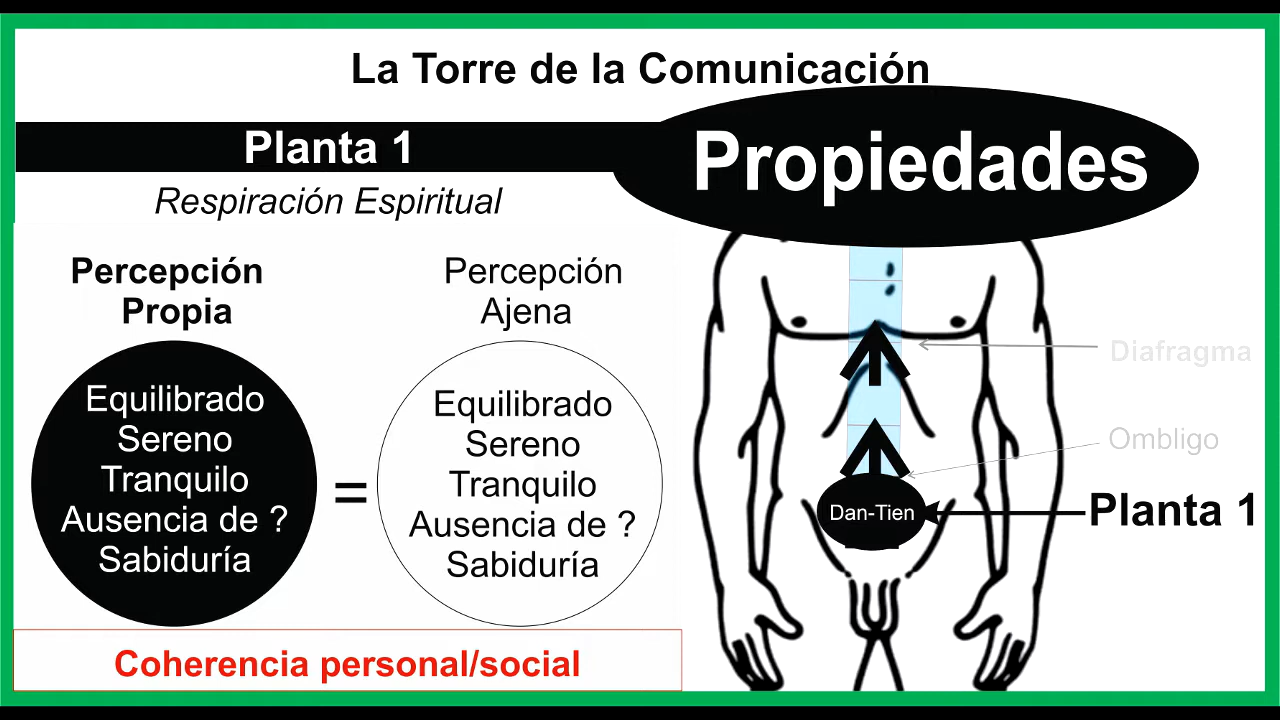 La Torre de la Comunicación
Planta 1
Propiedades
Respiración Espiritual
Percepción
Propia
Percepción
Ajena
Equilibrado
Sereno
Tranquilo
Ausencia de ?
Sabiduría
=
Equilibrado
Sereno
Tranquilo
Ausencia de ?
Sabiduría
Coherencia personal/social
Diafragma
Ombligo
Dan-Tien
Planta 1